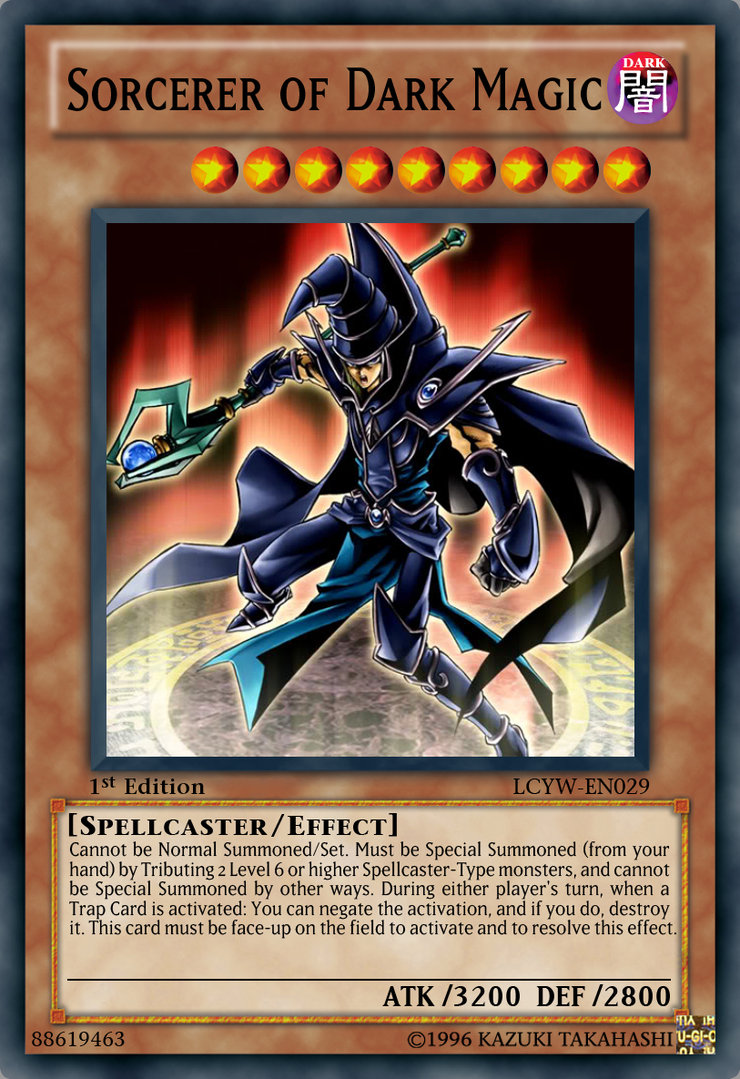 Sorcerer of Dark Magic
DARK
闇
1st Edition
LCYW-EN029
[Spellcaster/Effect]
Cannot be Normal Summoned/Set. Must be Special Summoned (from your
hand) by Tributing 2 Level 6 or higher Spellcaster-Type monsters, and cannot
be Special Summoned by other ways. During either player's turn, when a
Trap Card is activated: You can negate the activation, and if you do, destroy
it. This card must be face-up on the field to activate and to resolve this effect.
ATK /3200 DEF /2800
88619463
©1996 KAZUKI TAKAHASHI